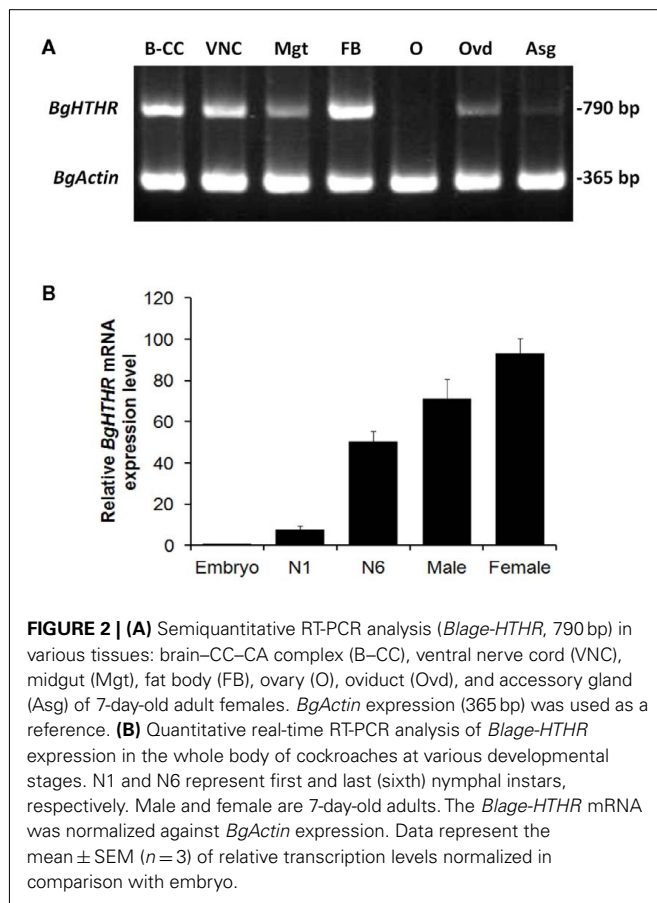 A
B-CC VNC Mgt FB O Ovd Asg
BgHTHR -790 bp
BgActin -365 bp
B
Relative BgHTHR mRNA
expression level
120
100
80
60
40
20
0
Embryo N1 N6 Male Female
FIGURE 2 | (A) Semiquantitative RT-PCR analysis (Blage-HTHR, 790 bp) in
various tissues: brain–CC–CA complex (B–CC), ventral nerve cord (VNC),
midgut (Mgt), fat body (FB), ovary (O), oviduct (Ovd), and accessory gland
(Asg) of 7-day-old adult females. BgActin expression (365 bp) was used as a
reference. (B) Quantitative real-time RT-PCR analysis of Blage-HTHR
expression in the whole body of cockroaches at various developmental
stages. N1 and N6 represent first and last (sixth) nymphal instars,
respectively. Male and female are 7-day-old adults. The Blage-HTHR mRNA
was normalized against BgActin expression. Data represent the
mean ± SEM (n = 3) of relative transcription levels normalized in
comparison with embryo.